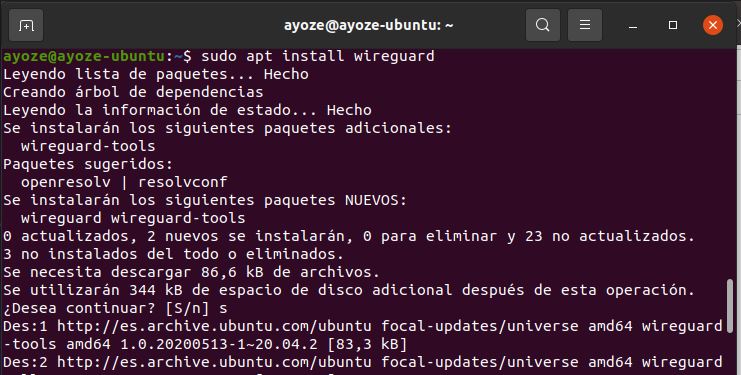 ayoze@ayoze-ubuntu: ~
ayoze@ayoze-ubuntu:~$ sudo apt install wireguard
Leyendo lista de paquetes... Hecho
Creando árbol de dependencias
Leyendo la información de estado... Hecho
Se instalarán los siguientes paquetes adicionales:
  wireguard-tools
Paquetes sugeridos:
  openresolv | resolvconf
Se instalarán los siguientes paquetes NUEVOS:
  wireguard wireguard-tools
0 actualizados, 2 nuevos se instalarán, 0 para eliminar y 23 no actualizados.
3 no instalados del todo o eliminados.
Se necesita descargar 86,6 kB de archivos.
Se utilizarán 344 kB de espacio de disco adicional después de esta operación.
¿Desea continuar? [S/n] s
Des:1 http://es.archive.ubuntu.com/ubuntu focal-updates/universe amd64 wireguard
-tools amd64 1.0.20200513-1~20.04.2 [83,3 kB]
Des:2 http://es.archive.ubuntu.com/ubuntu focal-updates/universe amd64 wireguard